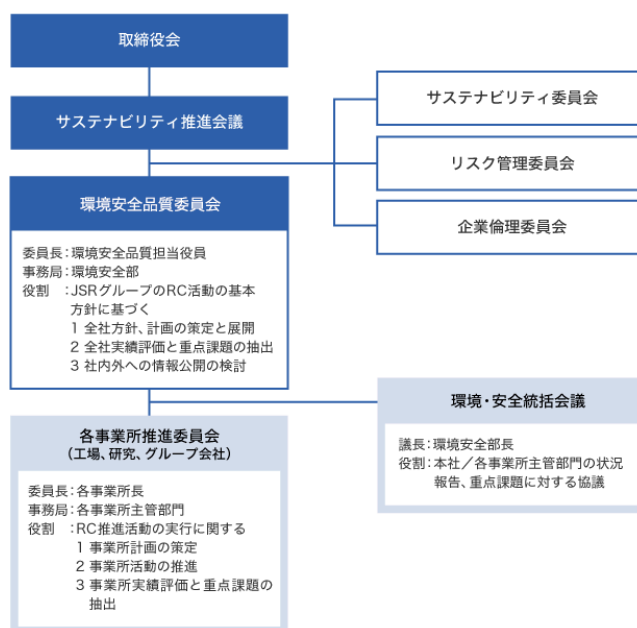 取締役会
サステナビリティ推進会議
サステナビリティ委員会
リスク管理委員会
企業倫理委員会
環境安全品質委員会
委員長：環境安全品質担当役員
事務局：環境安全部
役割　：JSRグループのRC活動の基本
方針に基づく
1 全社方針、計画の策定と展開
2 全社実績評価と重点課題の抽出
3 社内外への情報公開の検討
環境・安全統括会議
議長：環境安全部長
役割：本社／各事業所主管部門の状況
報告、重点課題に対する協議
各事業所推進委員会
（工場、研究、グループ会社）
委員長：各事業所長
事務局：各事業所主管部門
役割　：RC推進活動の実行に関する
1 事業所計画の策定
2 事業所活動の推進
3 事業所実績評価と重点課題の
抽出